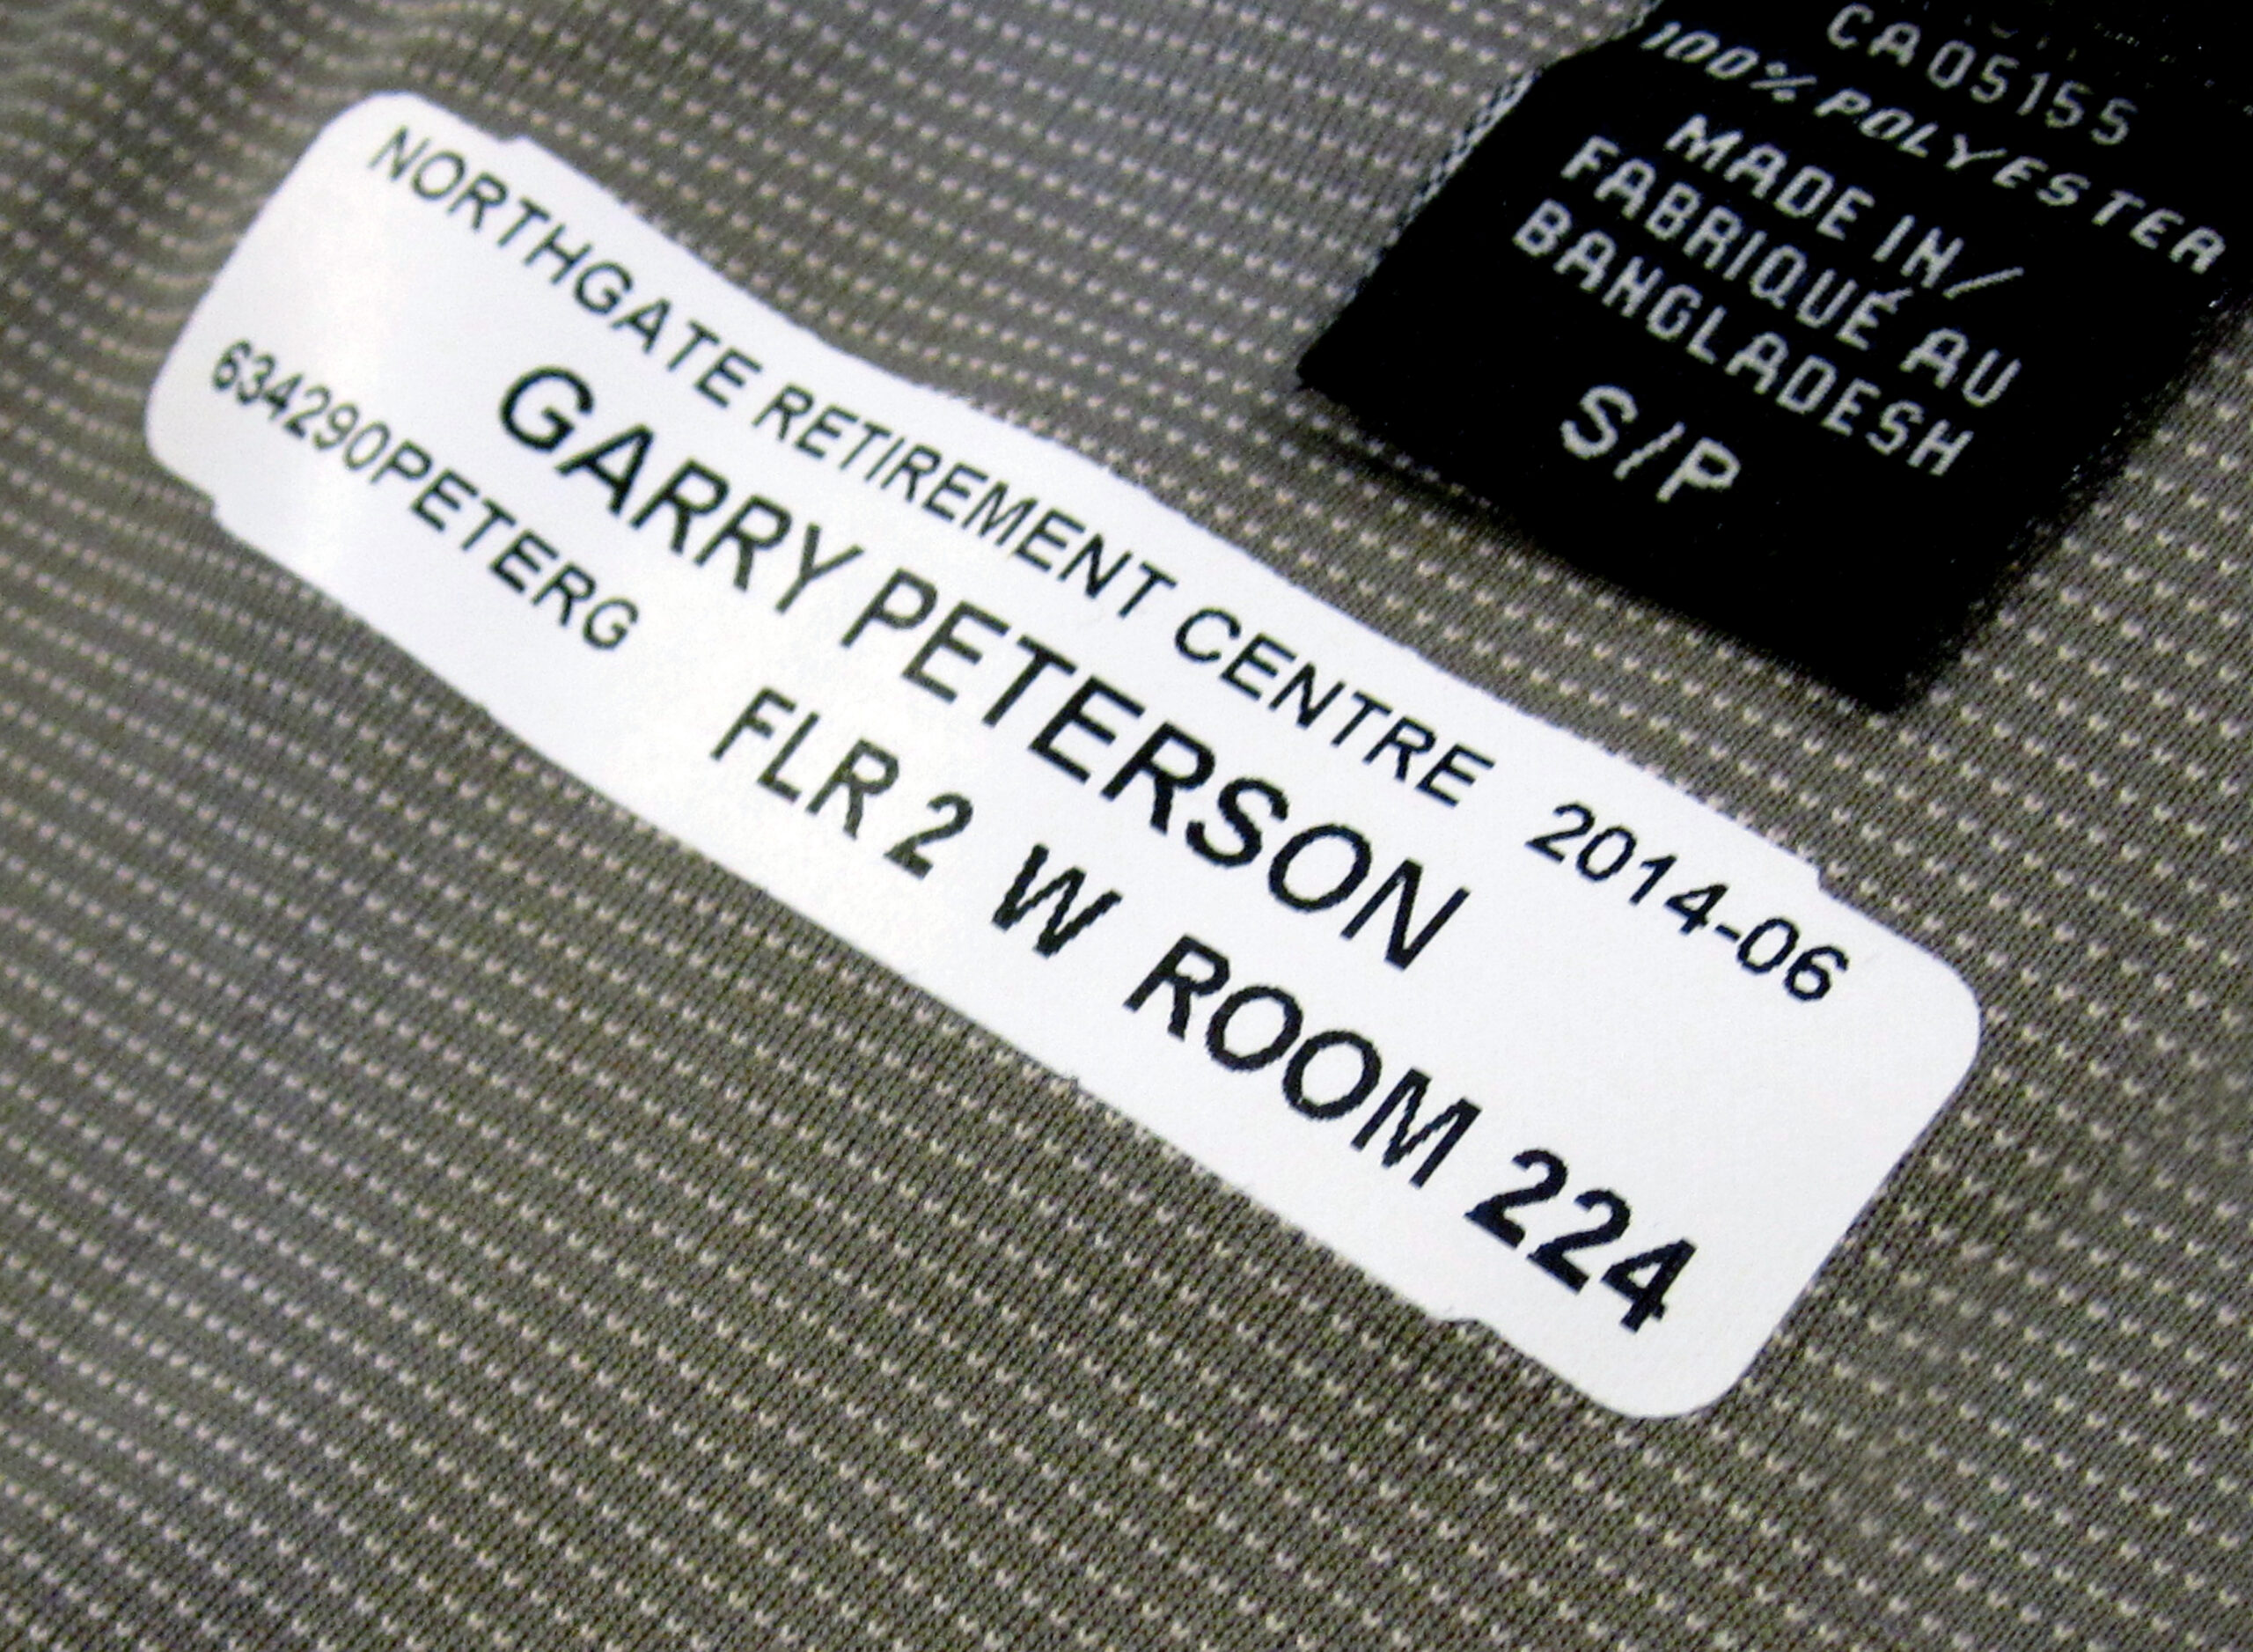 NORTHGATE RETIREMENT CENTRE 2014-06
GARRY PETERSON
634290PETERG
FLR 2 W ROOM 224
CA05155
100% POLYESTER
MADE IN/
FABRIQUÉ AU
BANGLADESH
S/P